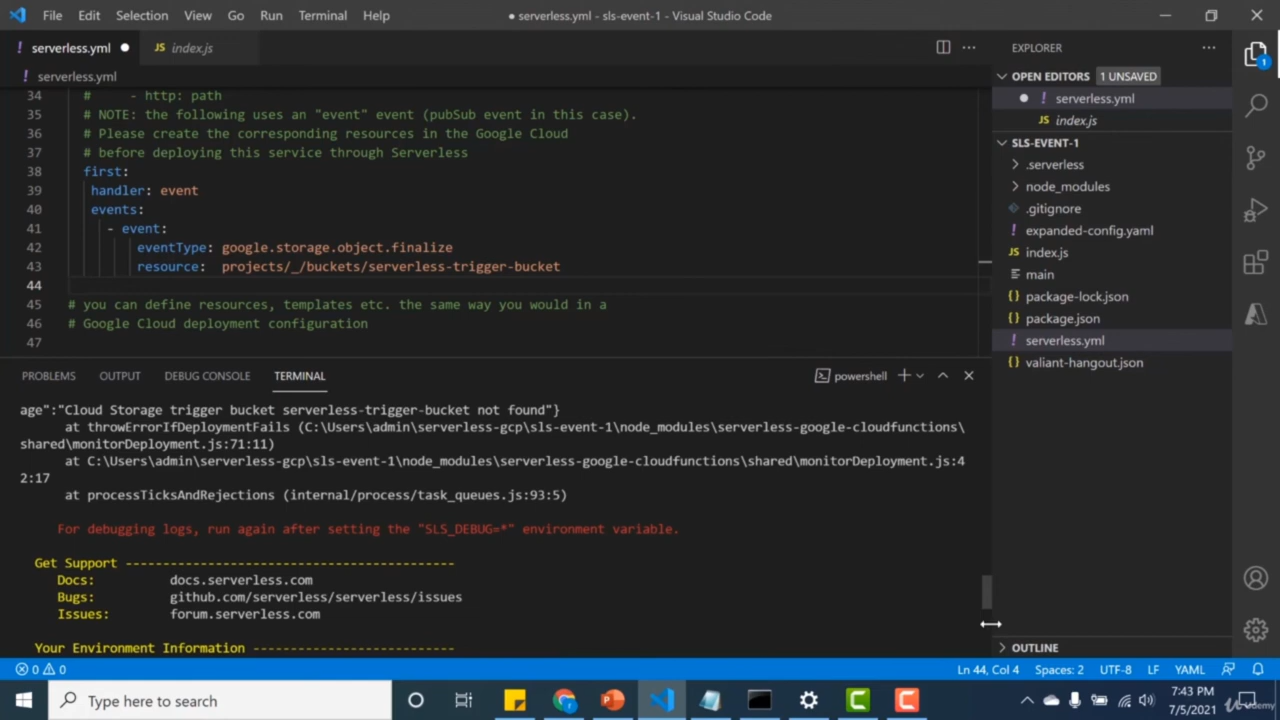 File Edit Selection View Go Run Terminal Help
● serverless.yml - sls-event-1 - Visual Studio Code
! serverless.yml ●
JS index.js
! serverless.yml
34 # - http: path
35 # NOTE: the following uses an "event" event (pubSub event in this case).
36 # Please create the corresponding resources in the Google Cloud
37 # before deploying this service through Serverless
38 first:
39 handler: event
40 events:
41 - event:
42 eventType: google.storage.object.finalize
43 resource: projects/_/buckets/serverless-trigger-bucket
44
45 # you can define resources, templates etc. the same way you would in a
46 # Google Cloud deployment configuration
47
PROBLEMS OUTPUT DEBUG CONSOLE TERMINAL
powershell
age":"Cloud Storage trigger bucket serverless-trigger-bucket not found"}
at throwErrorIfDeploymentFails (C:\Users\admin\serverless-gcp\sls-event-1\node_modules\serverless-google-cloudfunctions\
shared\monitorDeployment.js:71:11)
at C:\Users\admin\serverless-gcp\sls-event-1\node_modules\serverless-google-cloudfunctions\shared\monitorDeployment.js:4
2:17
at processTicksAndRejections (internal/process/task_queues.js:93:5)
For debugging logs, run again after setting the "SLS_DEBUG=*" environment variable.
Get Support --------------------------------------------
Docs: docs.serverless.com
Bugs: github.com/serverless/serverless/issues
Issues: forum.serverless.com
Your Environment Information ---------------------------
EXPLORER
OPEN EDITORS 1 UNSAVED
● ! serverless.yml
JS index.js
SLS-EVENT-1
.serverless
node_modules
.gitignore
expanded-config.yaml
JS index.js
main
{} package-lock.json
{} package.json
! serverless.yml
{} valiant-hangout.json
OUTLINE
1
0 0
Ln 44, Col 4 Spaces: 2 UTF-8 LF YAML
Type here to search
7:43 PM
7/5/2021
Udemy